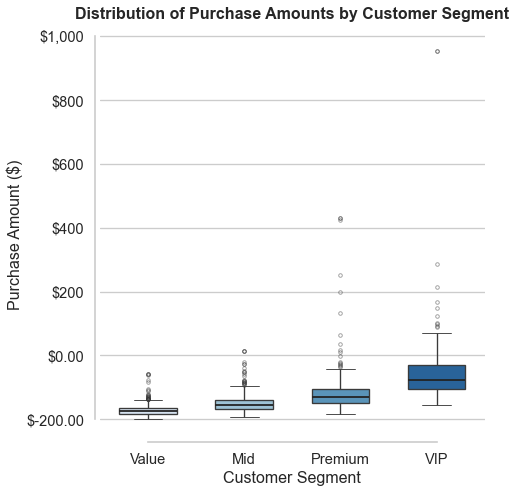 Distribution of Purchase Amounts by Customer Segment
$1,000
$800
$600
$400
$200
$0.00
$-200.00
Purchase Amount ($)
Value
Mid
Premium
VIP
Customer Segment